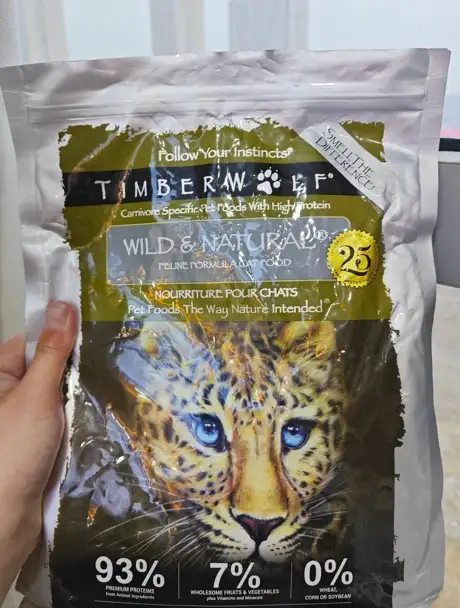 Follow Your Instincts®
SMELL THE
DIFFERENCE!
TIMBERWOLF®
Carnivore Specific Pet Foods With High Protein
WILD & NATURAL®
FELINE FORMULA CAT FOOD
25
NOURRITURE POUR CHATS
Pet Foods The Way Nature Intended®
93%
PREMIUM PROTEINS
from Animal Ingredients
7%
WHOLESOME FRUITS & VEGETABLES
plus Vitamins and Minerals
0%
WHEAT,
CORN OR SOYBEAN